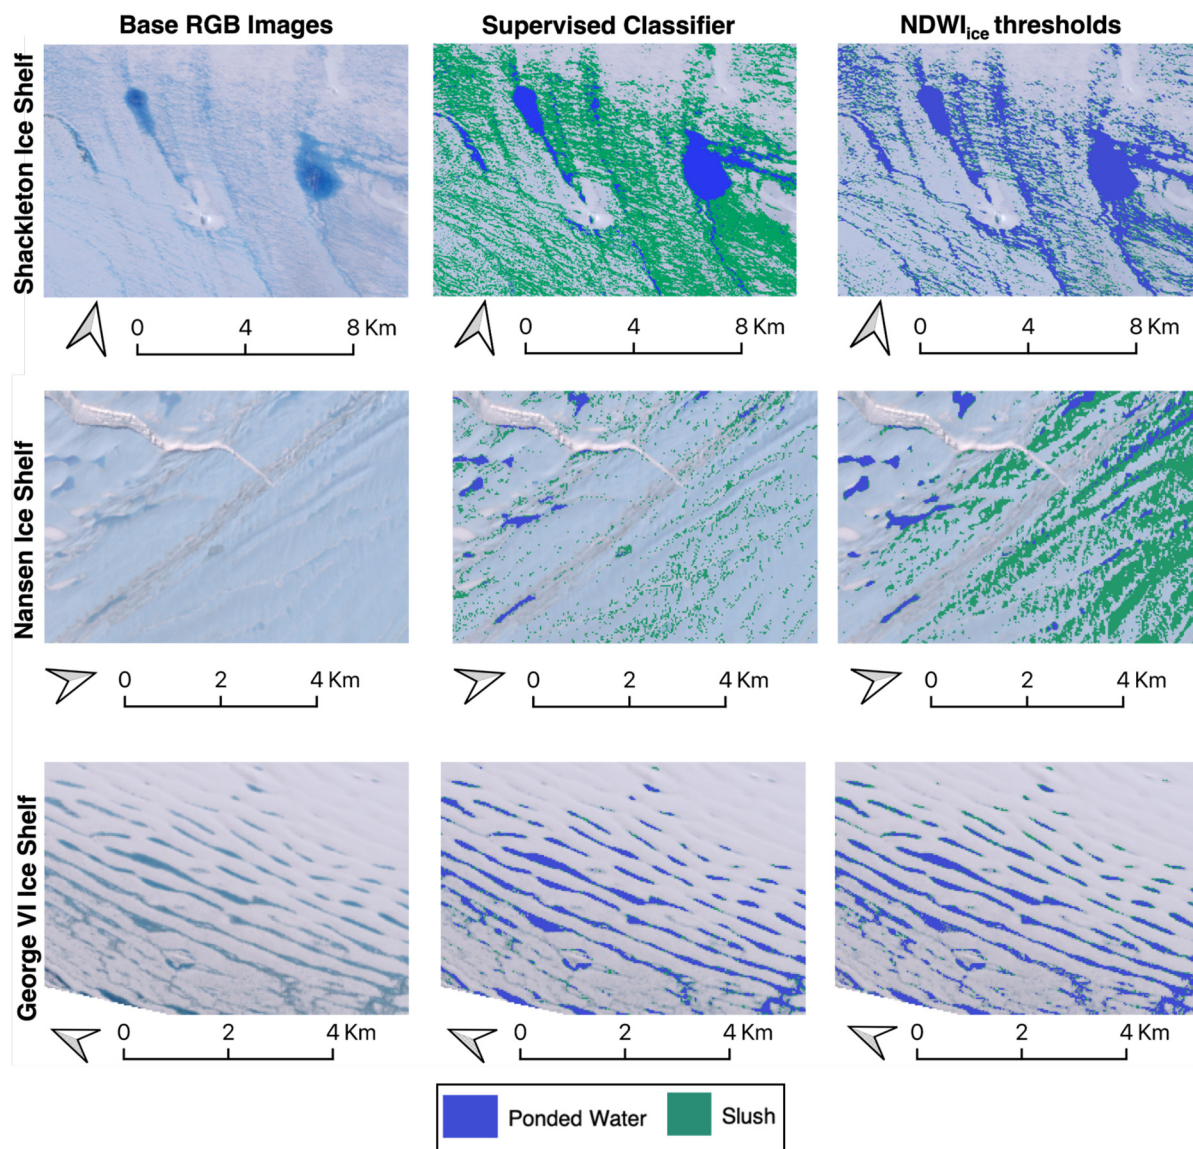 Base RGB Images Supervised Classifier NDWIice thresholds
Shackleton Ice Shelf
0 4 8 Km 0 4 8 Km 0 4 8 Km
Nansen Ice Shelf
0 2 4 Km 0 2 4 Km 0 2 4 Km
George VI Ice Shelf
0 2 4 Km 0 2 4 Km 0 2 4 Km
Ponded Water Slush